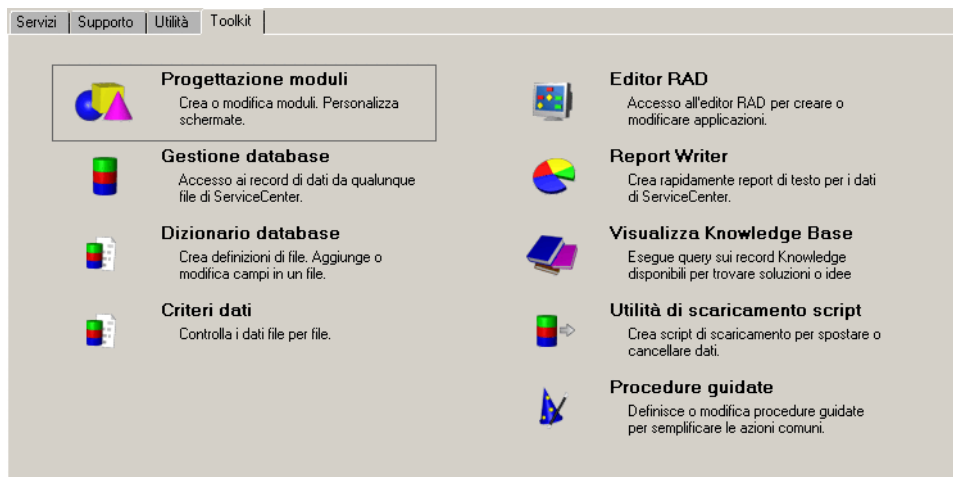 Servizi Supporto Utilità Toolkit
Progettazione moduli
Crea o modifica moduli. Personalizza
schermate.
Gestione database
Accesso ai record di dati da qualunque
file di ServiceCenter.
Dizionario database
Crea definizioni di file. Aggiunge o
modifica campi in un file.
Criteri dati
Controlla i dati file per file.
Editor RAD
Accesso all'editor RAD per creare o
modificare applicazioni.
Report Writer
Crea rapidamente report di testo per i dati
di ServiceCenter.
Visualizza Knowledge Base
Esegue query sui record Knowledge
disponibili per trovare soluzioni o idee
Utilità di scaricamento script
Crea script di scaricamento per spostare o
cancellare dati.
Procedure guidate
Definisce o modifica procedure guidate
per semplificare le azioni comuni.